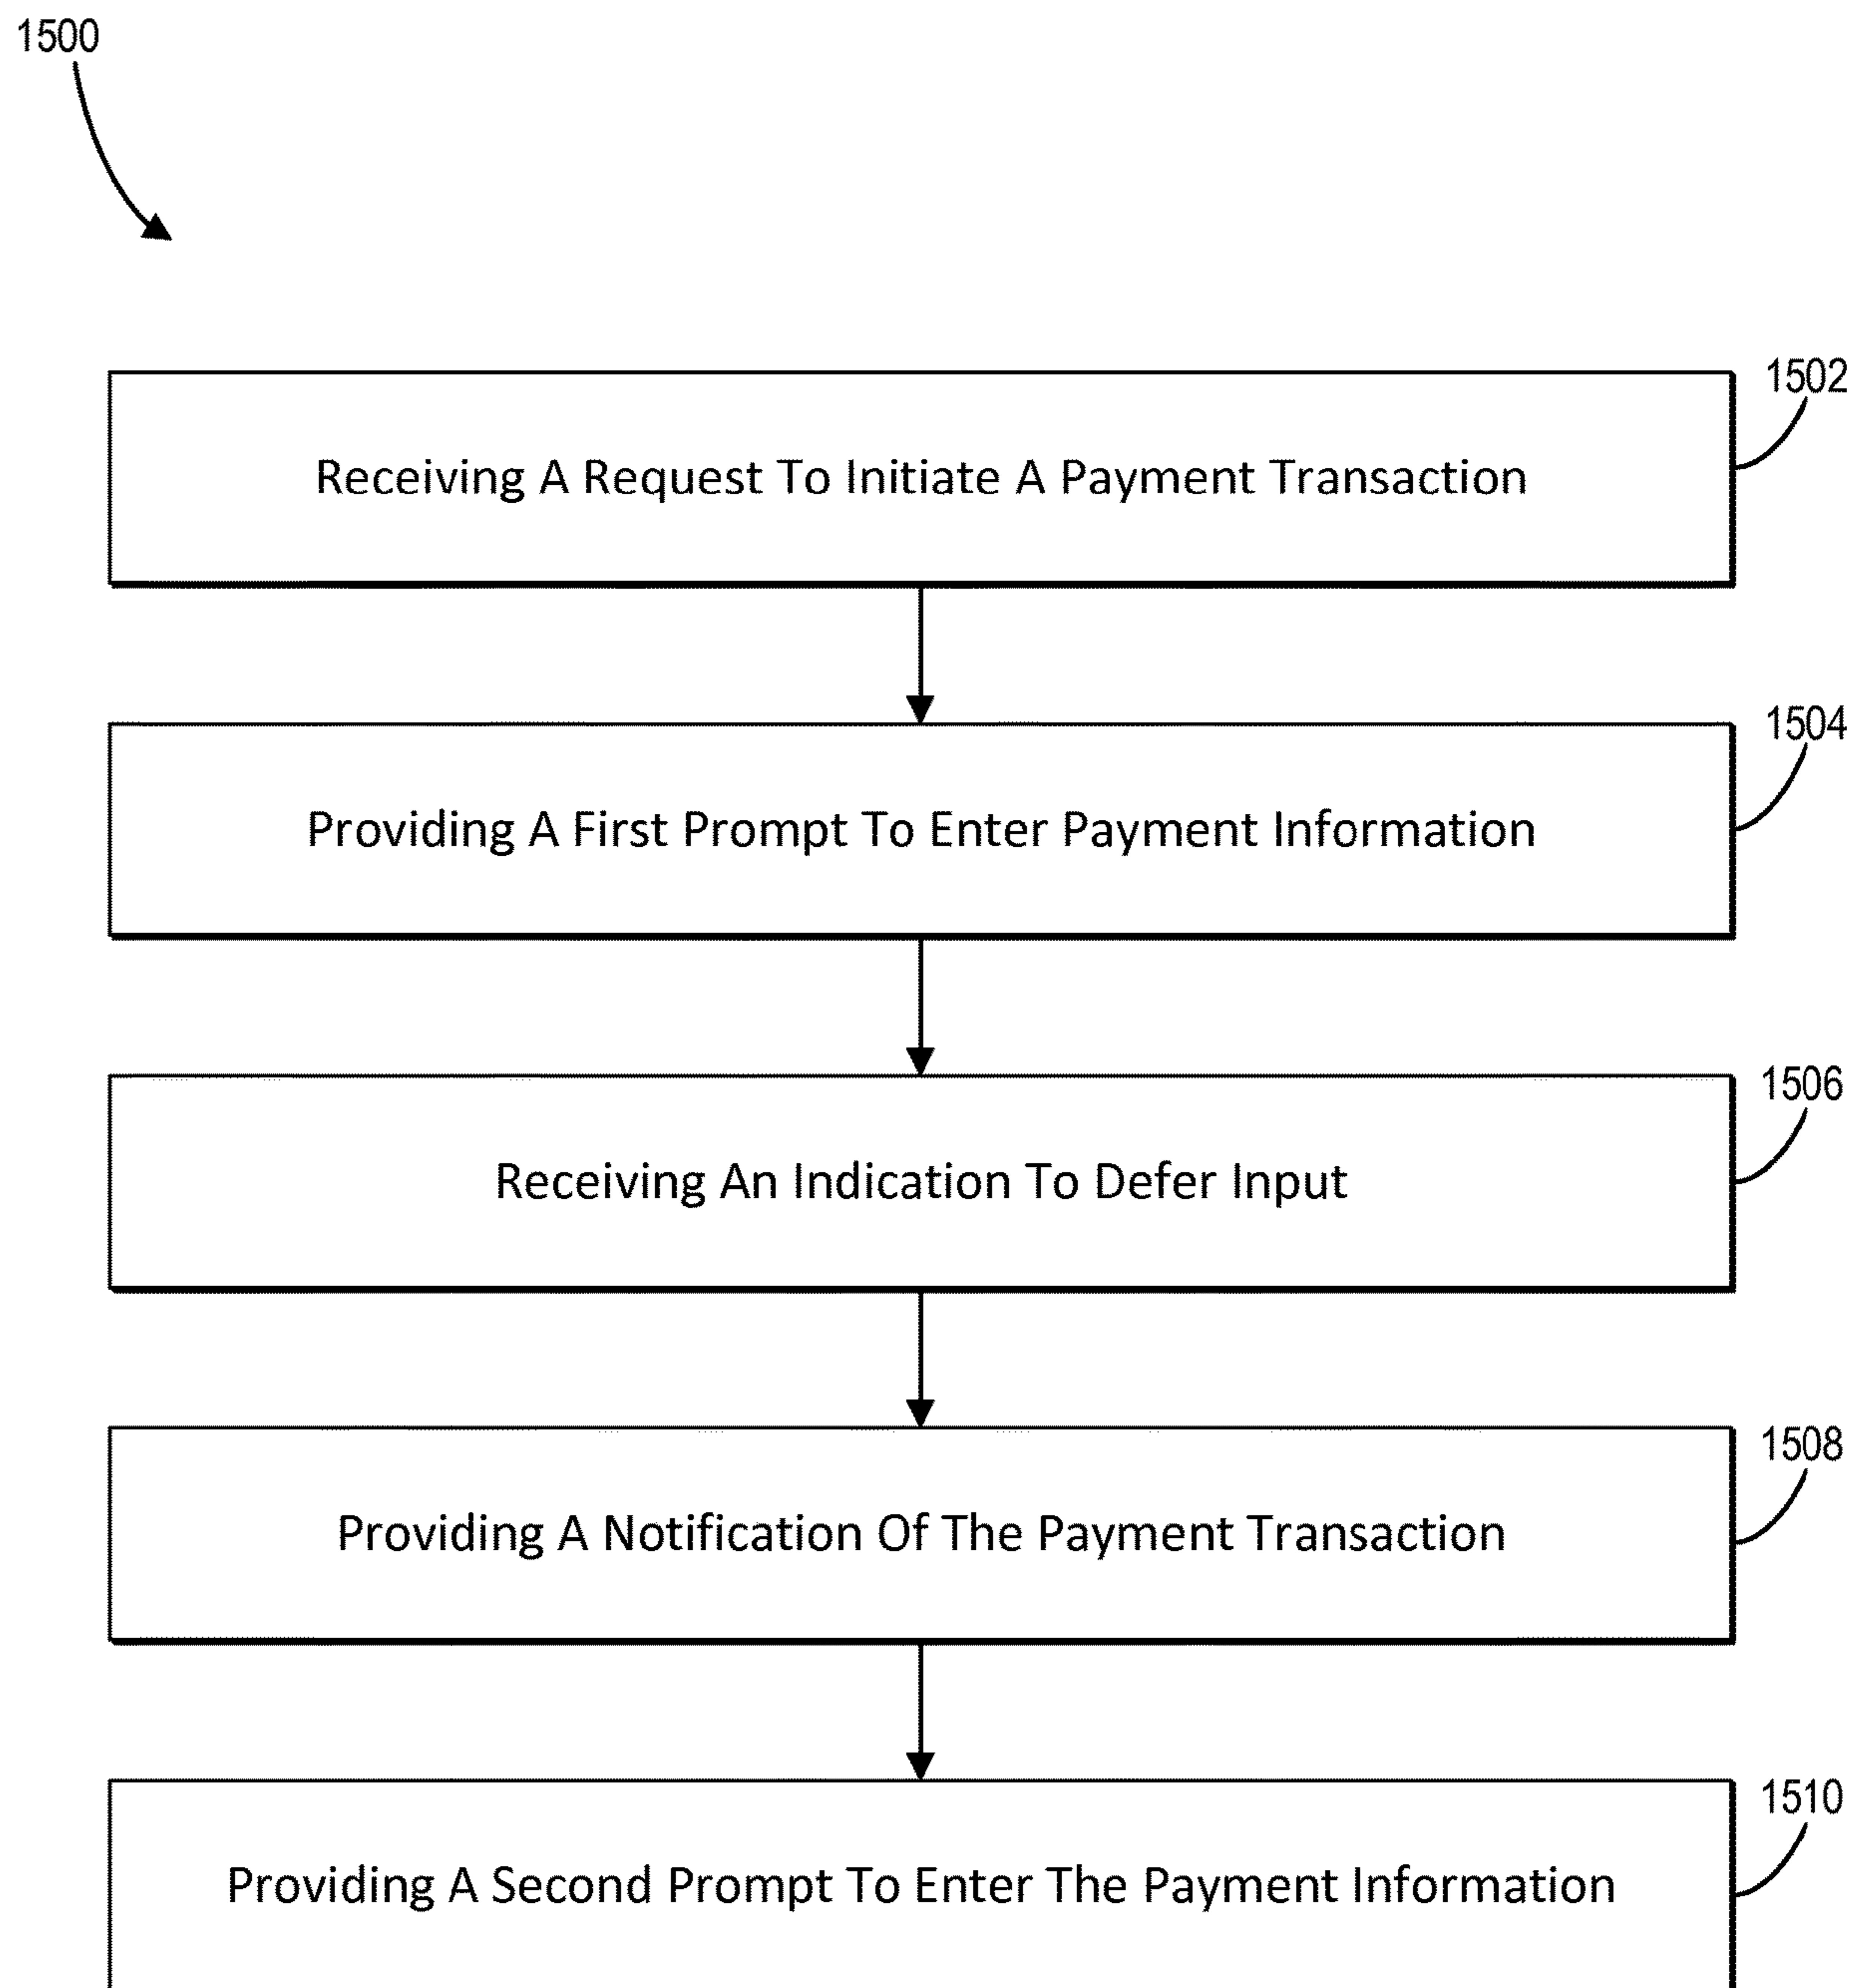 1500
1502
Receiving A Request To Initiate A Payment Transaction
1504
Providing A First Prompt To Enter Payment Information
1506
Receiving An Indication To Defer Input
1508
Providing A Notification Of The Payment Transaction
1510
Providing A Second Prompt To Enter The Payment Information